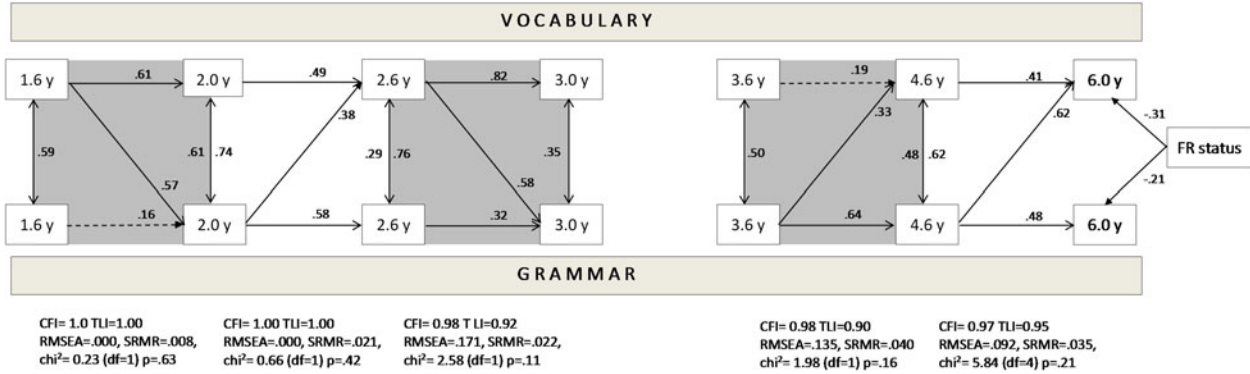 VOCABULARY
1.6 y .61 2.0 y .49 2.6 y .82 3.0 y 3.6 y .19 4.6 y .41 6.0 y
.38 .33 .62 -.31
.59 .61 .74 .29 .76 .35 .50 .48 .62 FR status
.57 .58 -.21
1.6 y .16 2.0 y .58 2.6 y .32 3.0 y 3.6 y .64 4.6 y .48 6.0 y
GRAMMAR
CFI= 1.0 TLI=1.00
RMSEA=.000, SRMR=.008,
chi²= 0.23 (df=1) p=.63
CFI= 1.00 TLI=1.00
RMSEA=.000, SRMR=.021,
chi²= 0.66 (df=1) p=.42
CFI= 0.98 T LI=0.92
RMSEA=.171, SRMR=.022,
chi²= 2.58 (df=1) p=.11
CFI= 0.98 TLI=0.90
RMSEA=.135, SRMR=.040
chi²= 1.98 (df=1) p=.16
CFI= 0.97 TLI=0.95
RMSEA=.092, SRMR=.035,
chi²= 5.84 (df=4) p=.21